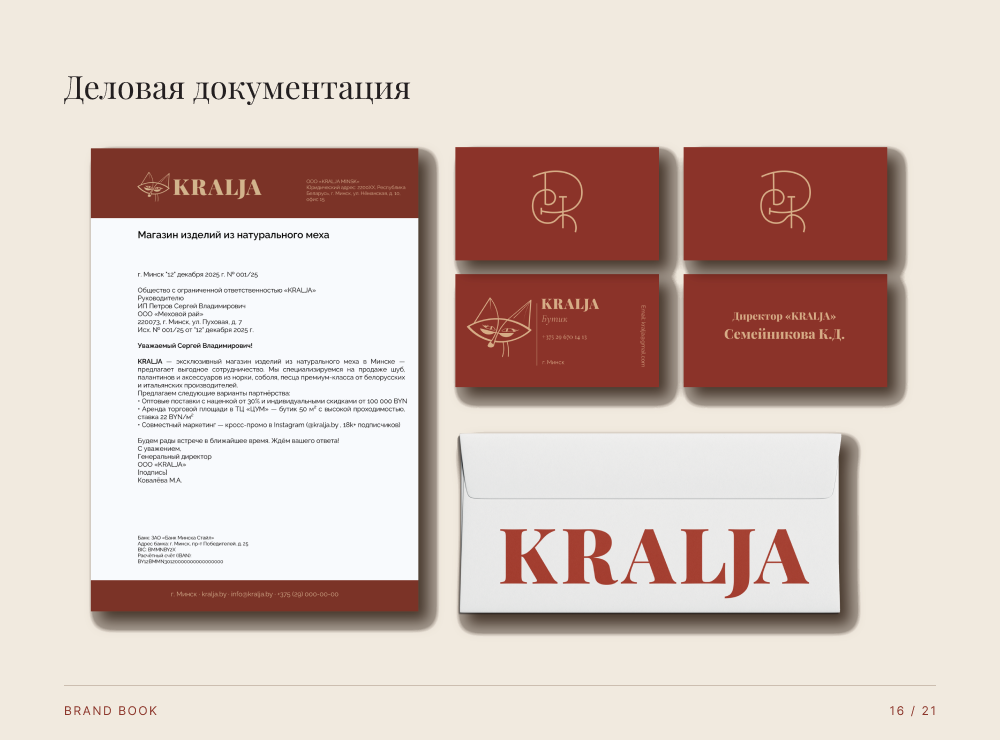 Деловая документация
KRALJA
ООО «KRALJA MINSK»
Юридический адрес: 2200XX, Республика
Беларусь, г. Минск, ул. Нёманская, д. 10,
офис 05
Магазин изделий из натурального меха
г. Минск "12" декабря 2025 г. № 001/25
Общество с ограниченной ответственностью «KRALJA»
Руководителю
ИП Петров Сергей Владимирович
ООО «Меховой рай»
220073, г. Минск, ул. Пуховая, д. 7
Исх. № 001/25 от "12" декабря 2025 г.
Уважаемый Сергей Владимирович!
KRALJA — эксклюзивный магазин изделий из натурального меха в Минске —
предлагает выгодное сотрудничество. Мы специализируемся на продаже шуб,
палантинов и аксессуаров из норки, соболя, песца премиум-класса от белорусских
и итальянских производителей.
Предлагаем следующие варианты партнёрства:
• Оптовые поставки с наценкой от 30% и индивидуальными скидками от 100 000 BYN
• Аренда торговой площади в ТЦ «ЦУМ» — бутик 50 м² с высокой проходимостью,
ставка 22 BYN/м²
• Совместный маркетинг — кросс-промо в Instagram (@kralja.by , 18k+ подписчиков)
Будем рады встрече в ближайшее время. Ждём вашего ответа!
С уважением,
Генеральный директор
ООО «KRALJA»
[подпись]
Ковалёва М.А.
Банк: ЗАО «Банк Минска Стайл»
Адрес банка: г. Минск, пр-т Победителей, д. 25
BIC: BMMNBY2X
Расчётный счёт (IBAN):
г. Минск · kralja.by · info@kralja.by · +375 (29) 000-00-00
KRALJA
Бутик
+375 29 670 14 13
г. Минск
Директор «KRALJA»
Семейникова К.Д.
KRALJA
BRAND BOOK
16 / 21